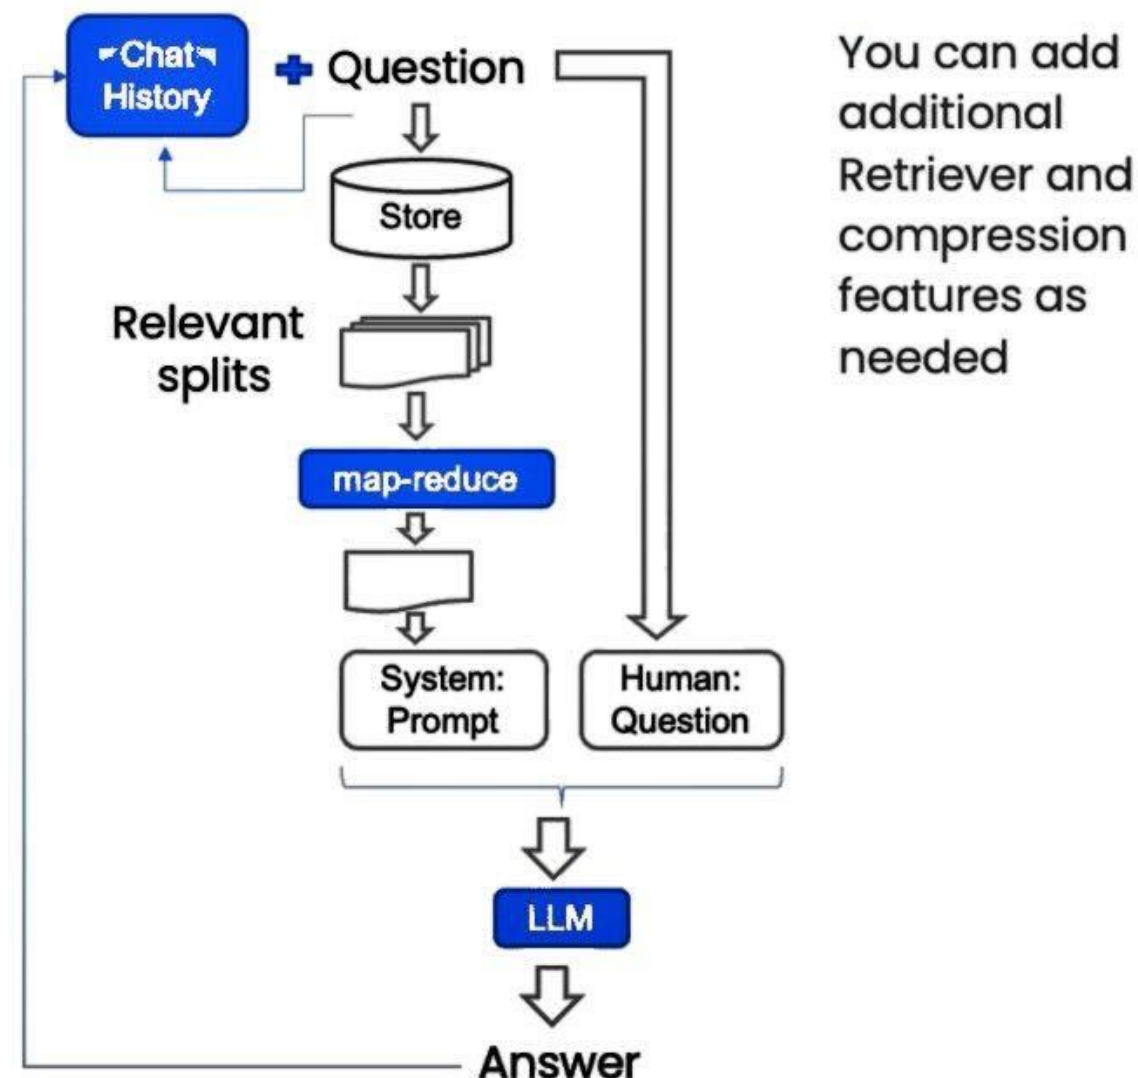 Chat
History
+ Question
Store
Relevant
splits
map-reduce
System:
Prompt
Human:
Question
LLM
Answer
You can add
additional
Retriever and
compression
features as
needed